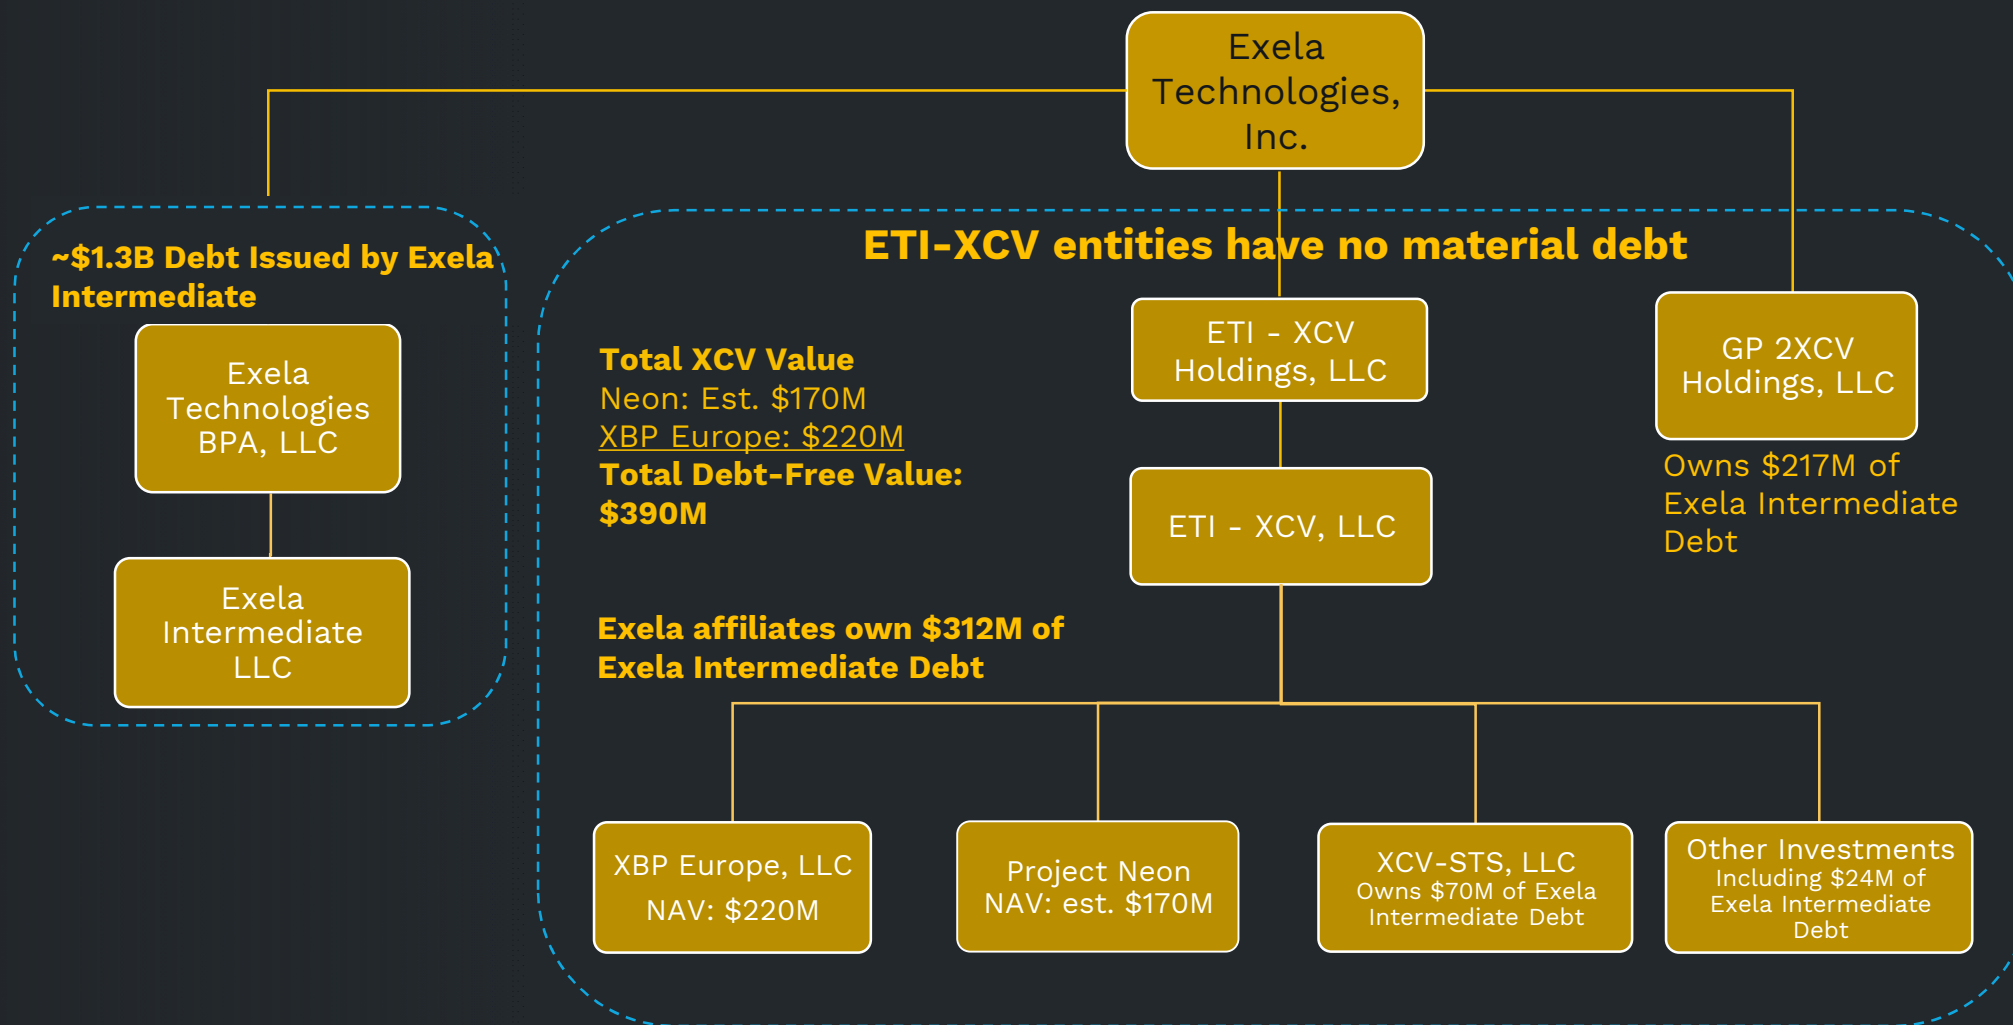 Exela
Technologies,
Inc.
~$1.3B Debt Issued by Exela
Intermediate
Exela
Technologies
BPA, LLC
Exela
Intermediate
LLC
ETI-XCV entities have no material debt
Total XCV Value
Neon: Est. $170M
XBP Europe: $220M
Total Debt-Free Value:
$390M
ETI - XCV
Holdings, LLC
GP 2XCV
Holdings, LLC
Owns $217M of
Exela Intermediate
Debt
ETI - XCV, LLC
Exela affiliates own $312M of
Exela Intermediate Debt
XBP Europe, LLC
NAV: $220M
Project Neon
NAV: est. $170M
XCV-STS, LLC
Owns $70M of Exela
Intermediate Debt
Other Investments
Including $24M of
Exela Intermediate
Debt